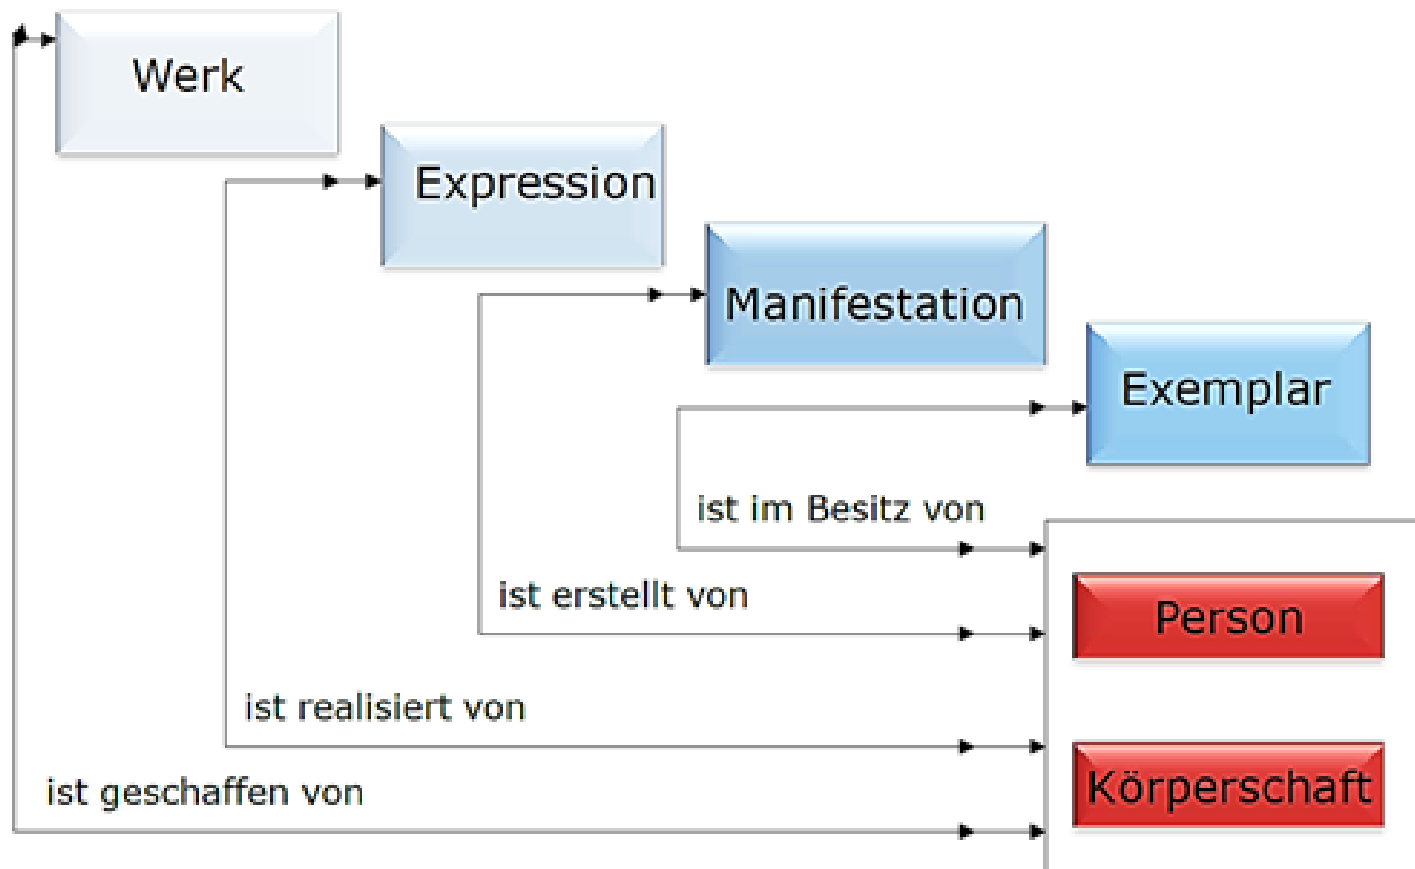 Werk
Expression
Manifestation
Exemplar
ist im Besitz von
ist erstellt von
Person
ist realisiert von
Körperschaft
ist geschaffen von